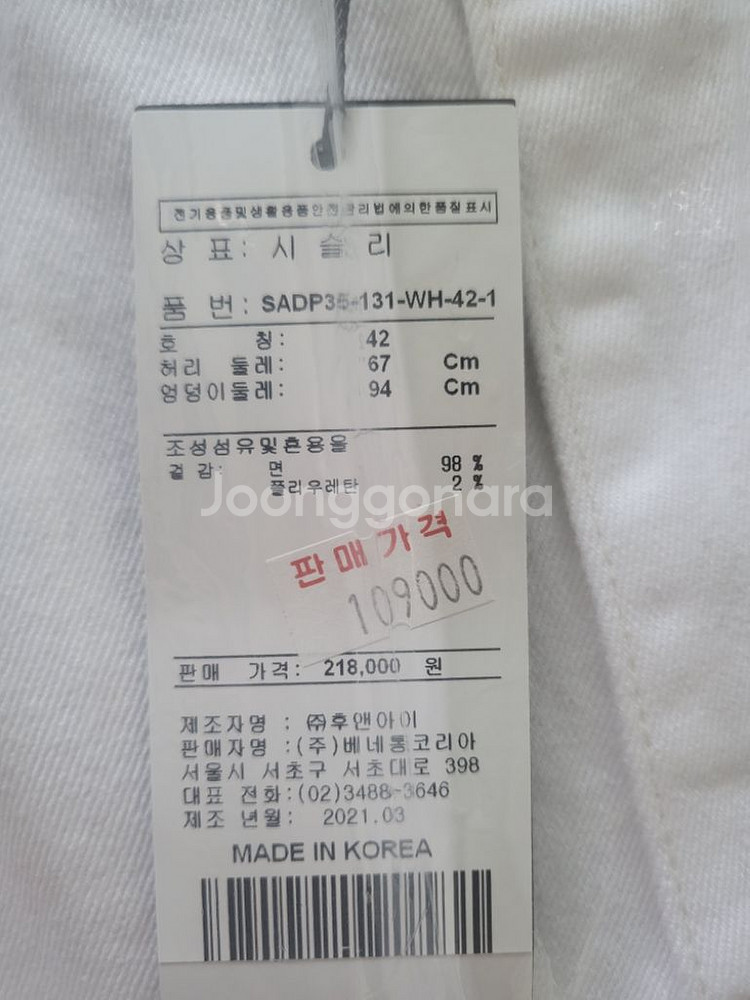 전기용품및생활용품안전관리법에의한품질표시
상 표: 시 슬 리
품 번: SADP35-131-WH-42-1
호 칭: 42
허리 둘레: 67 Cm
엉덩이둘레: 94 Cm
조성섬유및혼용율
겉감: 면 98 %
폴리우레탄 2 %
Joonggonara
판매가격
109000
판매 가격: 218,000 원
제조자명 : ㈜후앤아이
판매자명 : (주)베네통코리아
서울시 서초구 서초대로 398
대표 전화:(02)3488-3646
제조 년월: 2021.03
MADE IN KOREA